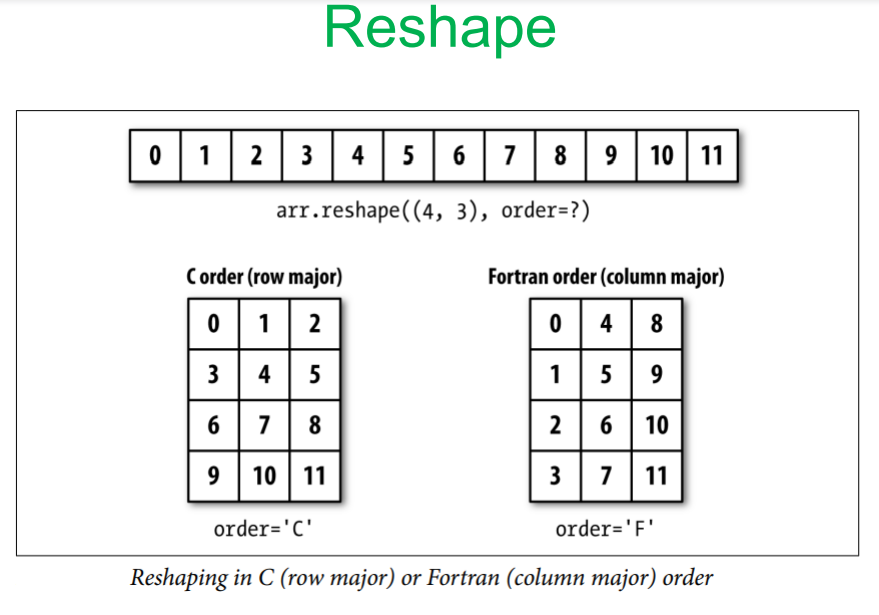 Reshape
0 1 2 3 4 5 6 7 8 9 10 11
arr.reshape((4, 3), order=?)
C order (row major)
0 1 2
3 4 5
6 7 8
9 10 11
order='C'
Fortran order (column major)
0 4 8
1 5 9
2 6 10
3 7 11
order='F'
Reshaping in C (row major) or Fortran (column major) order